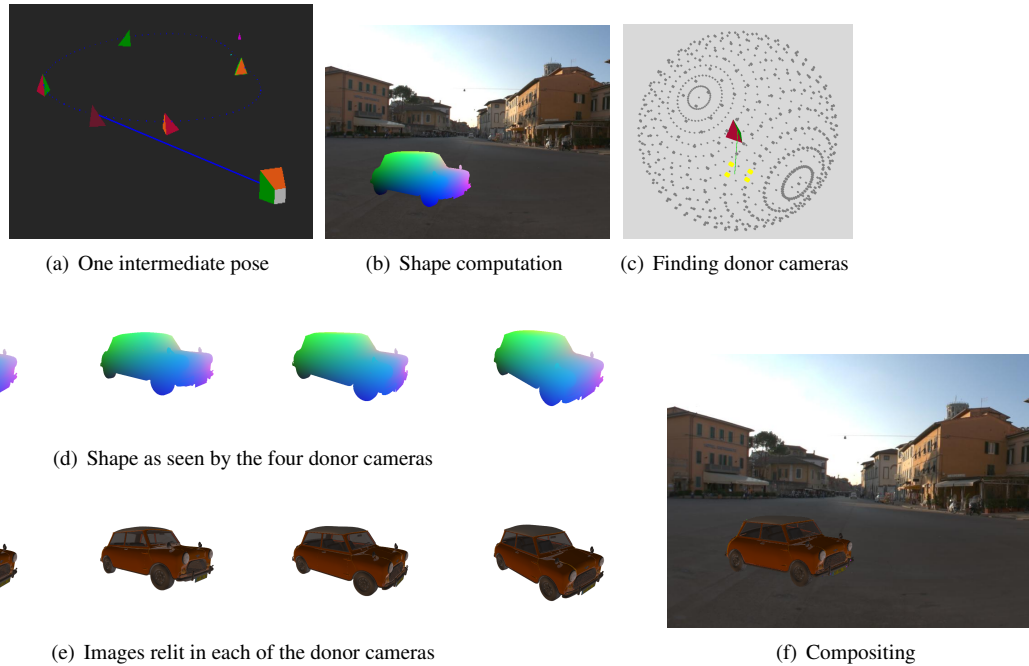 (a) One intermediate pose
(b) Shape computation
(c) Finding donor cameras
(d) Shape as seen by the four donor cameras
(e) Images relit in each of the donor cameras
(f) Compositing